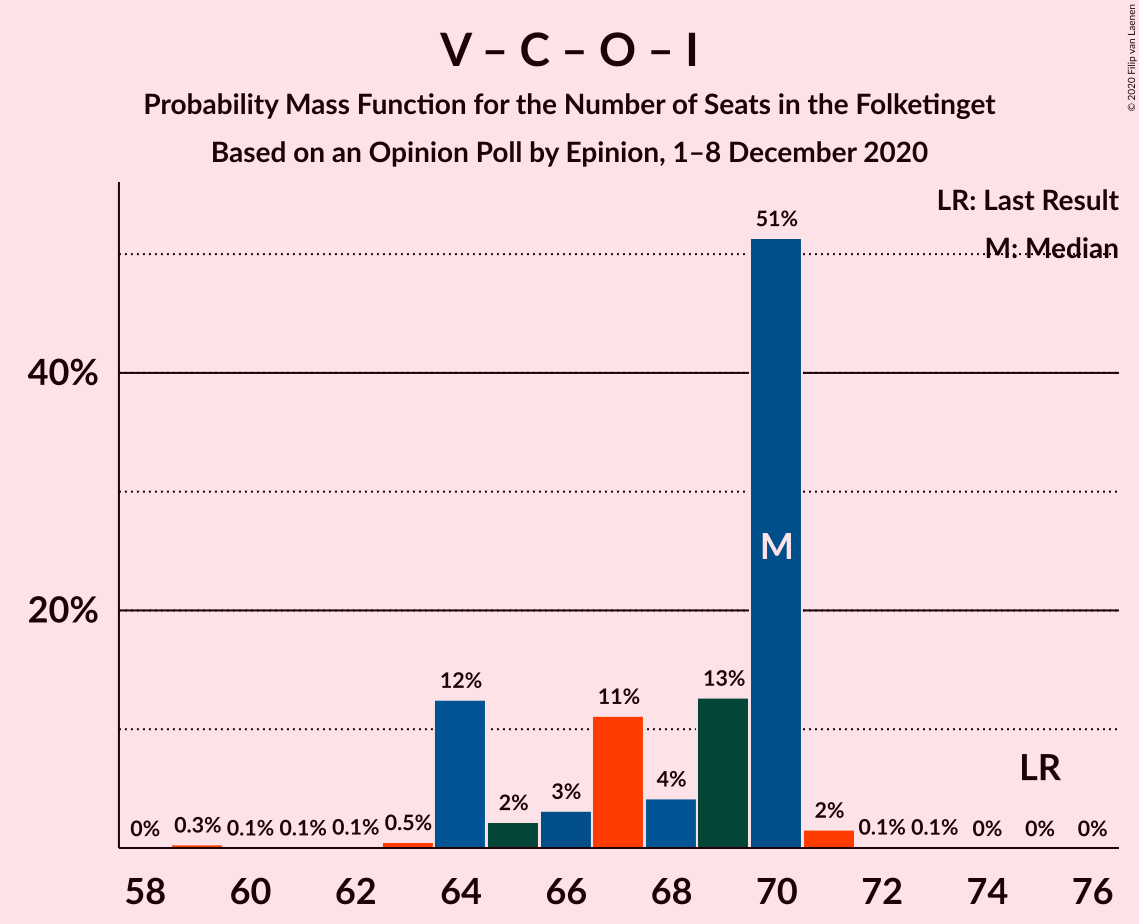 V – C – O – I
Probability Mass Function for the Number of Seats in the Folketinget
Based on an Opinion Poll by Epinion, 1–8 December 2020
© 2020 Filip van Laenen
LR: Last Result
M: Median
40%
20%
0%
0.3%
0.1%
0.1%
0.1%
0.5%
12%
2%
3%
11%
4%
13%
51%
2%
0.1%
0.1%
0%
0%
0%
M
LR
58 60 62 64 66 68 70 72 74 76